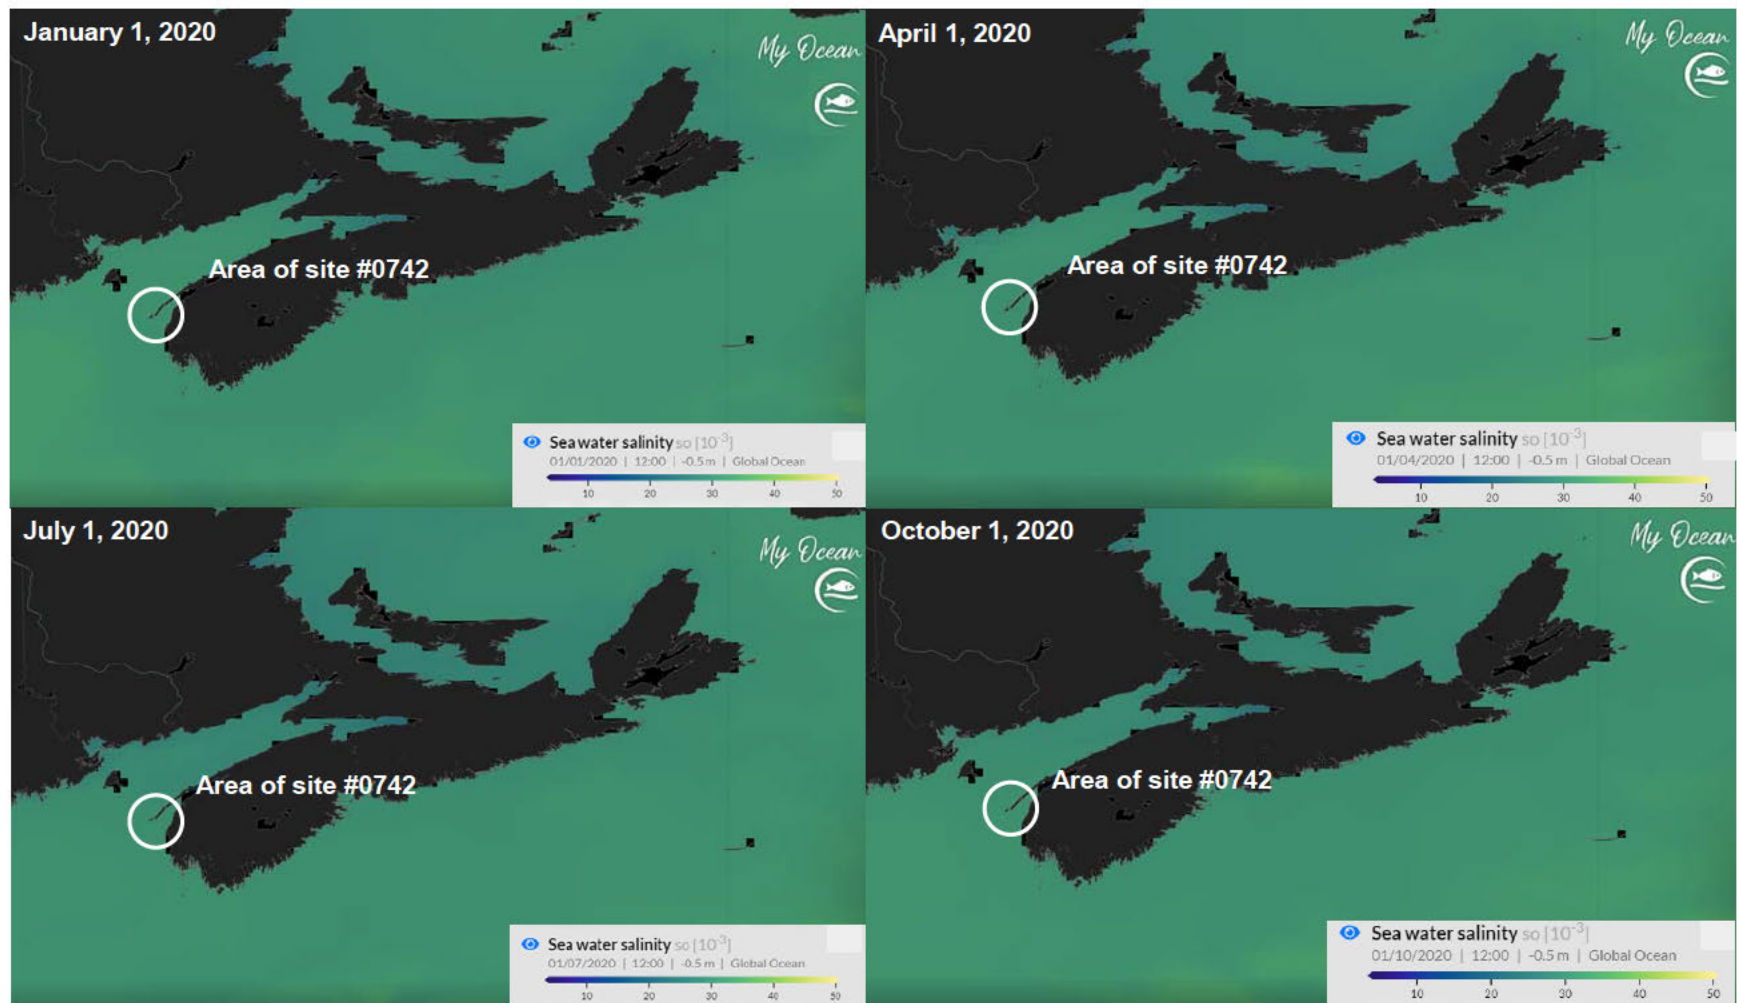 January 1, 2020
My Ocean
Area of site #0742
Sea water salinity so [10⁻³]
01/01/2020 | 12:00 | -0.5 m | Global Ocean
10 20 30 40 50
April 1, 2020
My Ocean
Area of site #0742
Sea water salinity so [10⁻³]
01/04/2020 | 12:00 | -0.5 m | Global Ocean
10 20 30 40 50
July 1, 2020
My Ocean
Area of site #0742
Sea water salinity so [10⁻³]
01/07/2020 | 12:00 | -0.5 m | Global Ocean
10 20 30 40 50
October 1, 2020
My Ocean
Area of site #0742
Sea water salinity so [10⁻³]
01/10/2020 | 12:00 | -0.5 m | Global Ocean
10 20 30 40 50